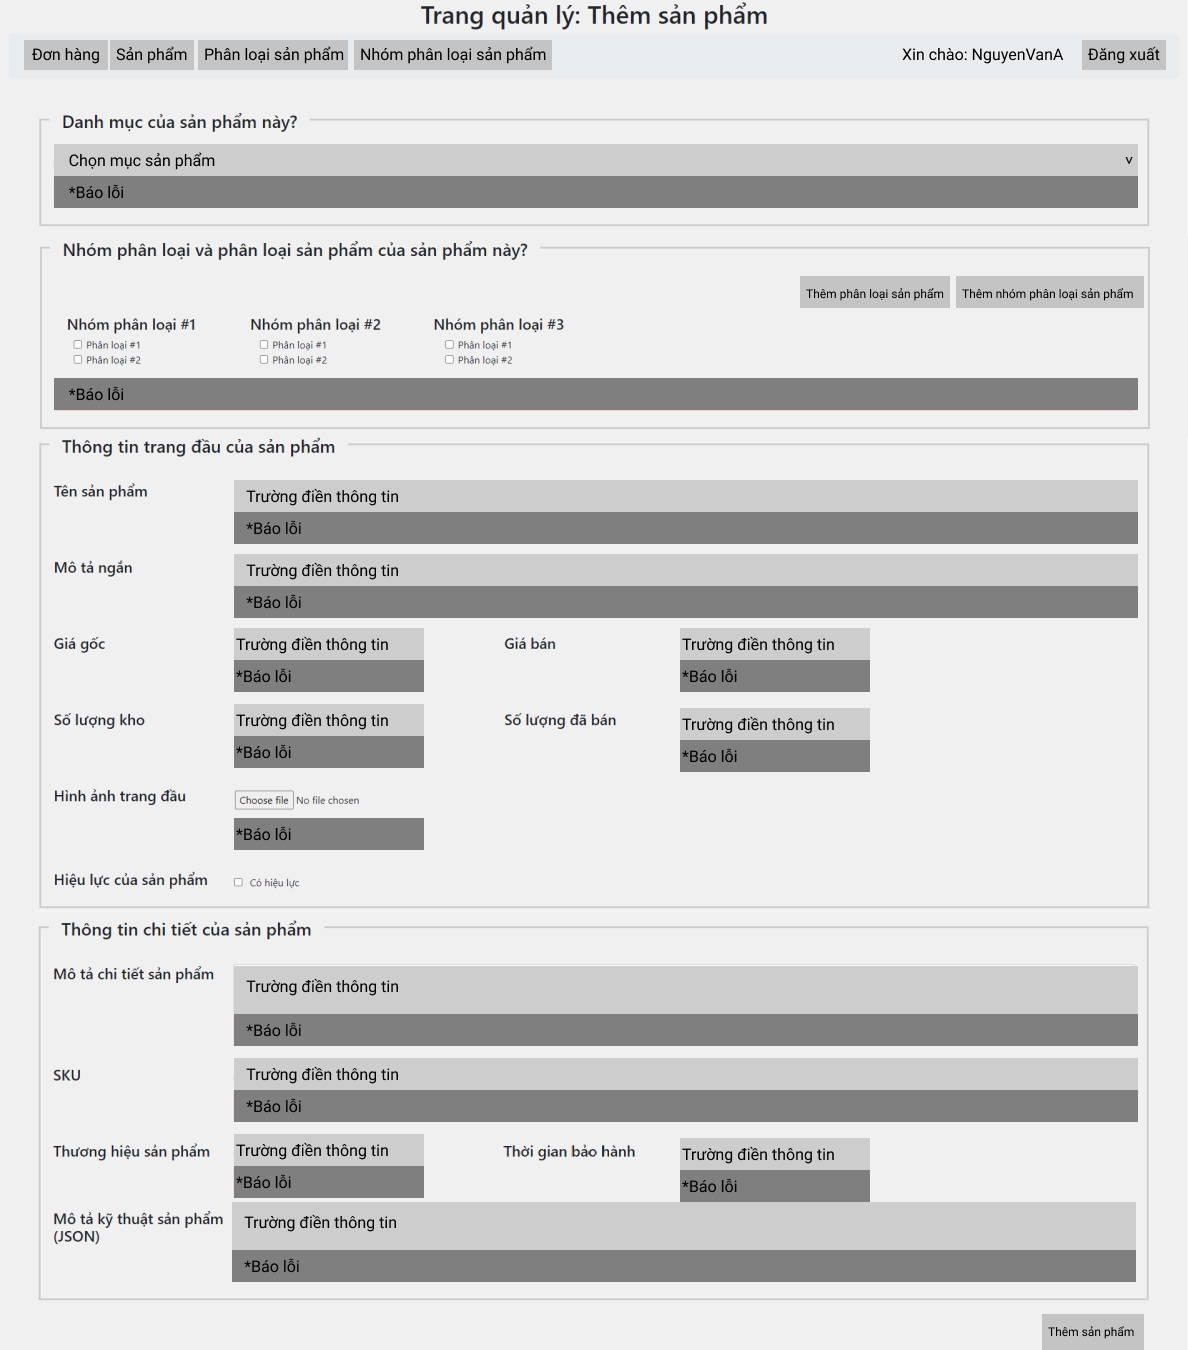 Trang quản lý: Thêm sản phẩm
Đơn hàng Sản phẩm Phân loại sản phẩm Nhóm phân loại sản phẩm Xin chào: NguyenVanA Đăng xuất
Danh mục của sản phẩm này?
Chọn mục sản phẩm v
*Báo lỗi
Nhóm phân loại và phân loại sản phẩm của sản phẩm này?
Thêm phân loại sản phẩm Thêm nhóm phân loại sản phẩm
Nhóm phân loại #1 Nhóm phân loại #2 Nhóm phân loại #3
Phân loại #1 Phân loại #1 Phân loại #1
Phân loại #2 Phân loại #2 Phân loại #2
*Báo lỗi
Thông tin trang đầu của sản phẩm
Tên sản phẩm Trường điền thông tin
*Báo lỗi
Mô tả ngắn Trường điền thông tin
*Báo lỗi
Giá gốc Trường điền thông tin Giá bán Trường điền thông tin
*Báo lỗi *Báo lỗi
Số lượng kho Trường điền thông tin Số lượng đã bán Trường điền thông tin
*Báo lỗi *Báo lỗi
Hình ảnh trang đầu Choose file No file chosen
*Báo lỗi
Hiệu lực của sản phẩm Có hiệu lực
Thông tin chi tiết của sản phẩm
Mô tả chi tiết sản phẩm Trường điền thông tin
*Báo lỗi
SKU Trường điền thông tin
*Báo lỗi
Thương hiệu sản phẩm Trường điền thông tin Thời gian bảo hành Trường điền thông tin
*Báo lỗi *Báo lỗi
Mô tả kỹ thuật sản phẩm Trường điền thông tin
(JSON)
*Báo lỗi
Thêm sản phẩm